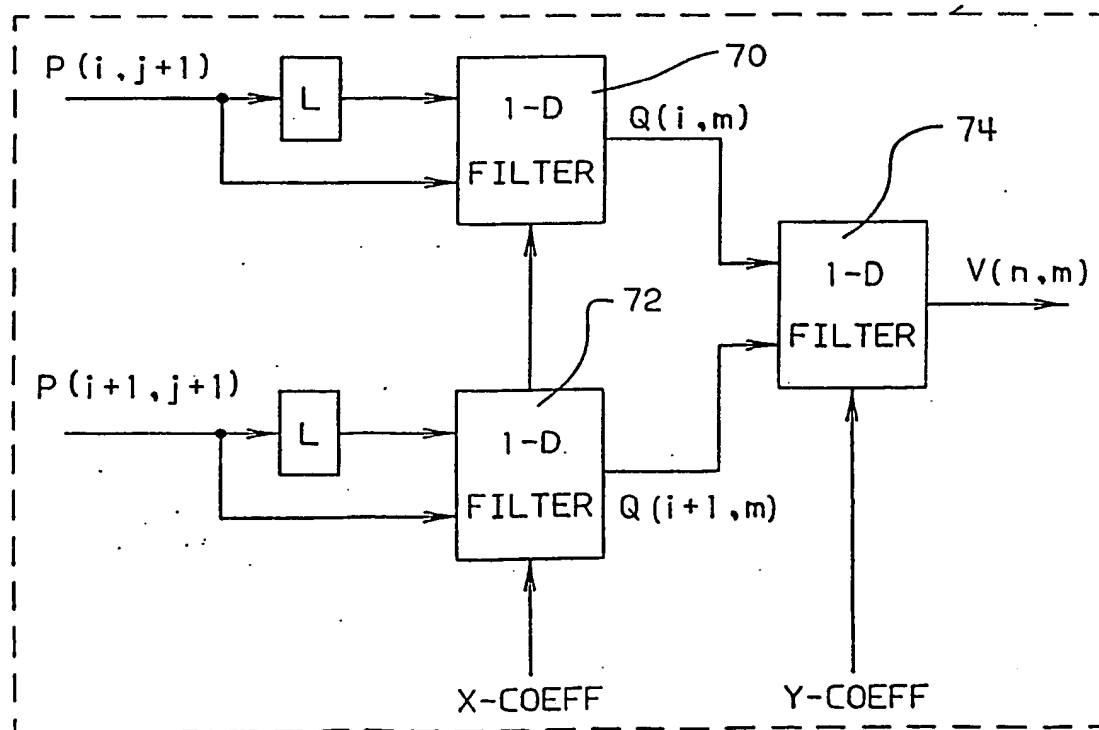 P(i,j+1)
L
1-D
FILTER
70
Q(i,m)
74
1-D
FILTER
V(n,m)
72
P(i+1,j+1)
L
1-D
FILTER
Q(i+1,m)
X-COEFF
Y-COEFF